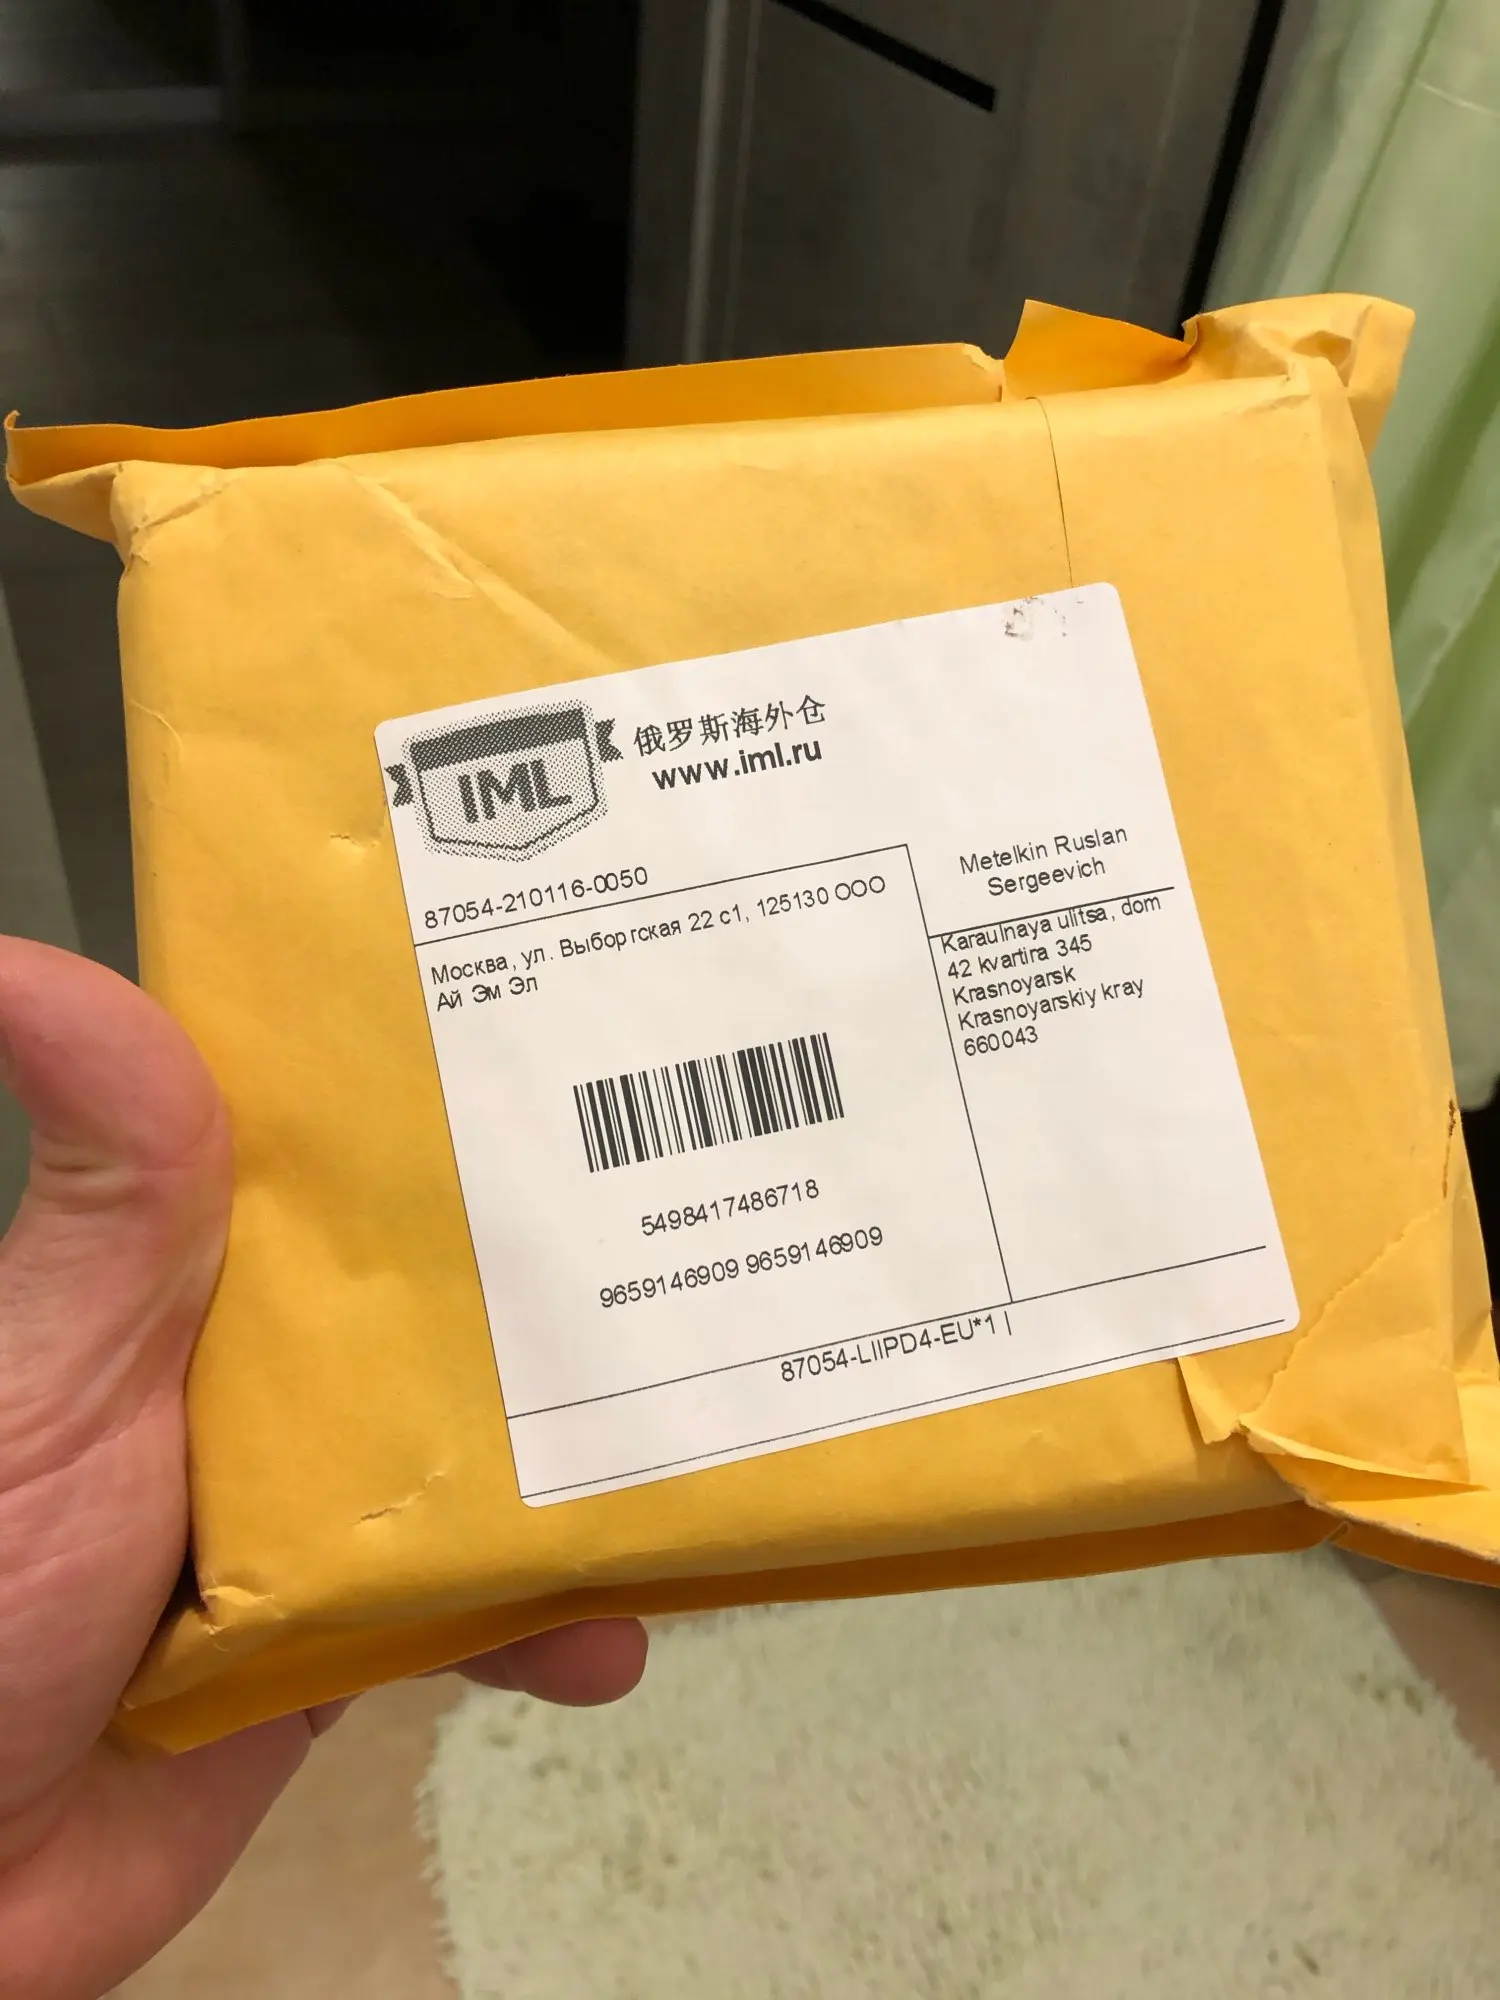 IML
俄罗斯海外仓
www.iml.ru
87054-210116-0050
Москва, ул. Выборгская 22 с1, 125130 ООО
Ай Эм Эл
5498417486718
9659146909 9659146909
Metelkin Ruslan
Sergeevich
Karaulnaya ulitsa, dom
42 kvartira 345
Krasnoyarsk
Krasnoyarskiy kray
660043
87054-LIIPD4-EU*1 |